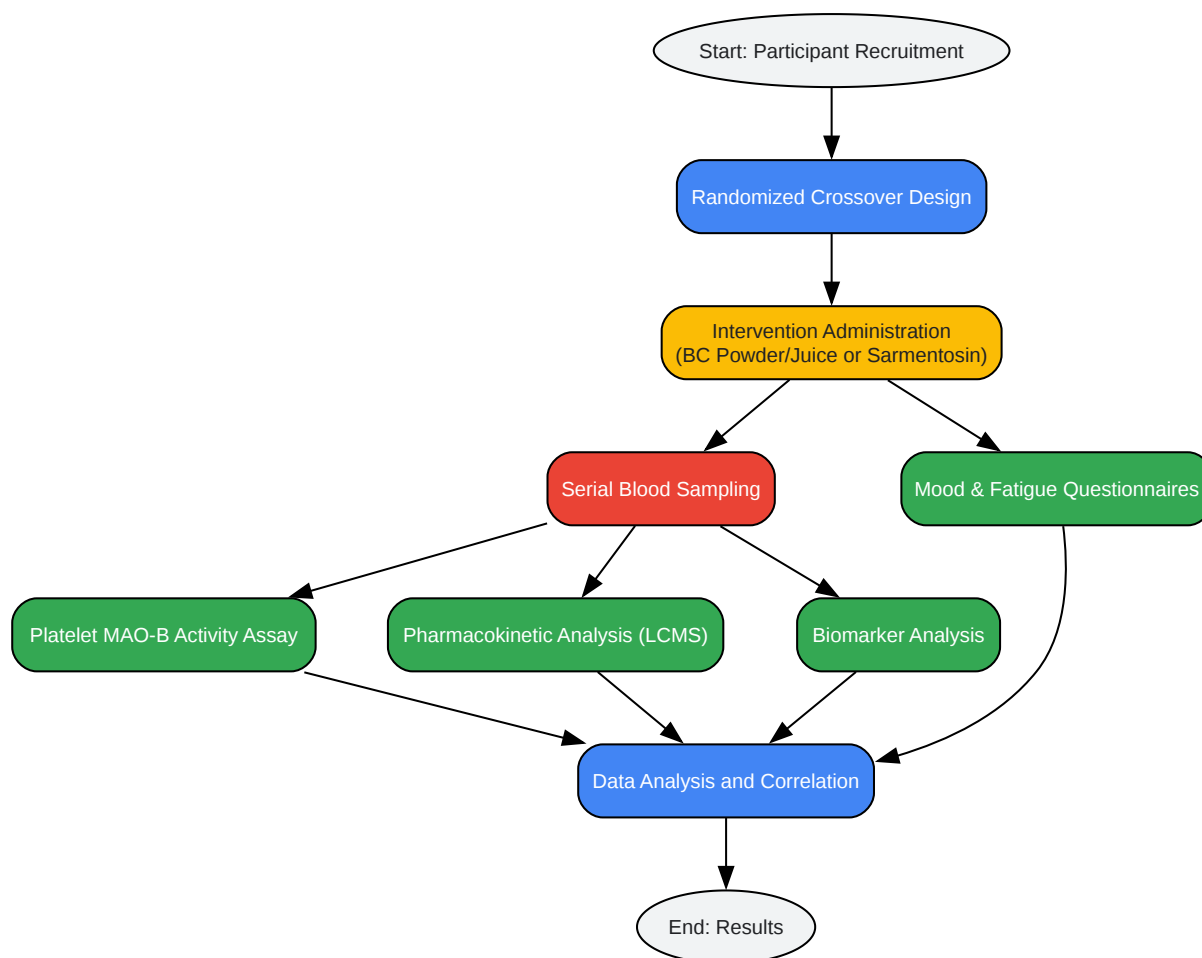 Start: Participant Recruitment
Randomized Crossover Design
Intervention Administration
(BC Powder/Juice or Sarmentosin)
Serial Blood Sampling
Mood & Fatigue Questionnaires
Platelet MAO-B Activity Assay
Pharmacokinetic Analysis (LCMS)
Biomarker Analysis
Data Analysis and Correlation
End: Results